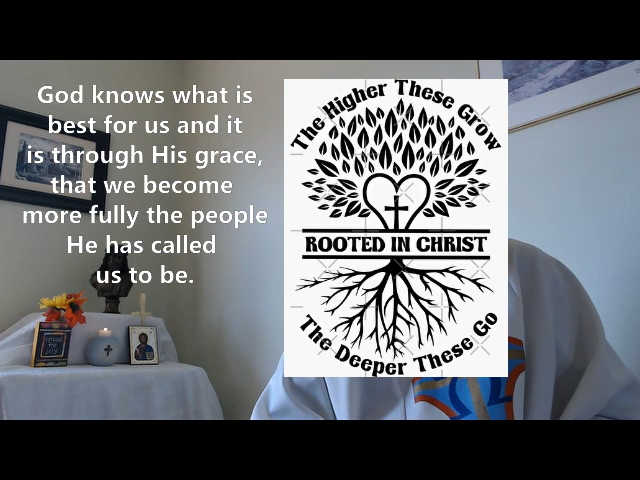 God knows what is
best for us and it
is through His grace,
that we become
more fully the people
He has called
us to be.
The Higher These Grow
ROOTED IN CHRIST
The Deeper These Go